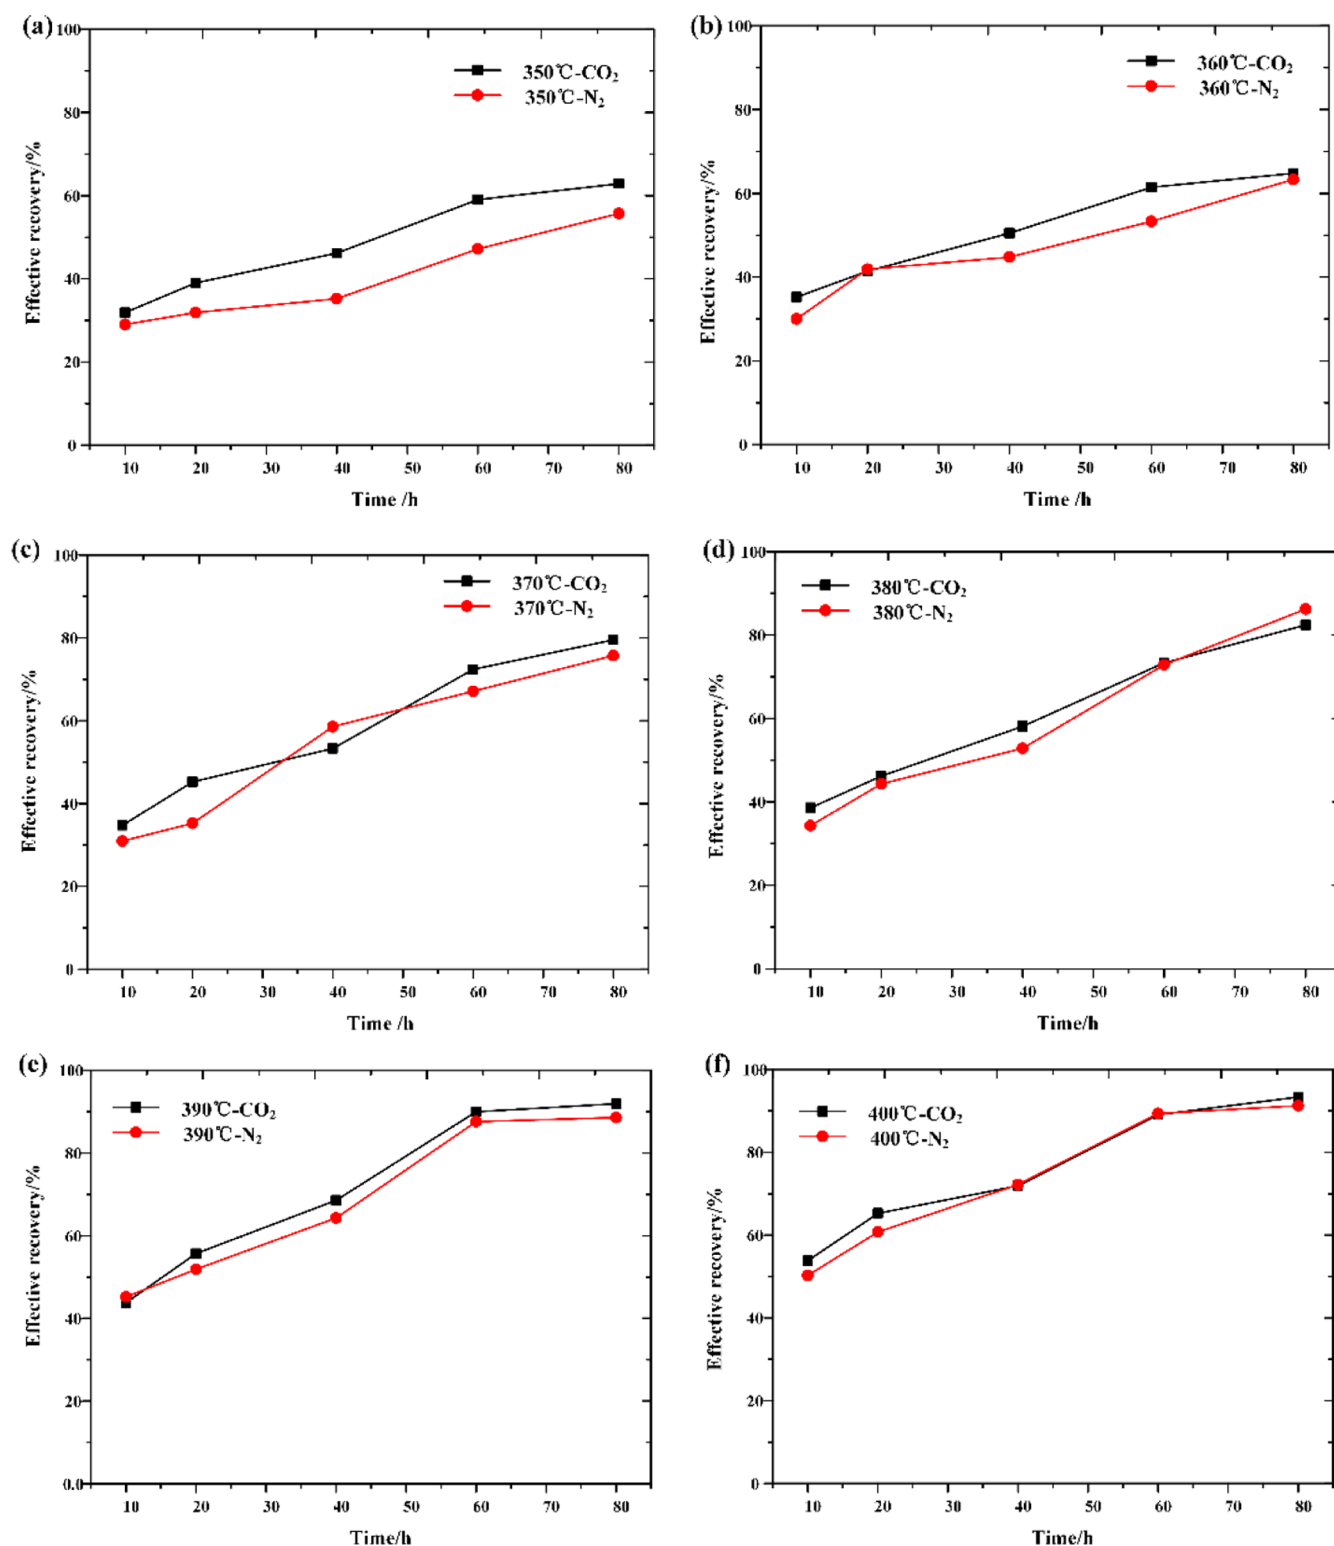 (a)
100
80
60
40
20
0
Effective recovery/%
350℃-CO₂
350℃-N₂
10 20 30 40 50 60 70 80
Time /h
(b)
100
80
60
40
20
0
Effective recovery/%
360℃-CO₂
360℃-N₂
10 20 30 40 50 60 70 80
Time /h
(c)
100
80
60
40
20
0
Effective recovery/%
370℃-CO₂
370℃-N₂
10 20 30 40 50 60 70 80
Time /h
(d)
100
80
60
40
20
0
Effective recovery/%
380℃-CO₂
380℃-N₂
10 20 30 40 50 60 70 80
Time/h
(e)
100
80
60
40
20
0.0
Effective recovery/%
390℃-CO₂
390℃-N₂
10 20 30 40 50 60 70 80
Time/h
(f)
100
80
60
40
20
0
Effective recovery/%
400℃-CO₂
400℃-N₂
10 20 30 40 50 60 70 80
Time/h